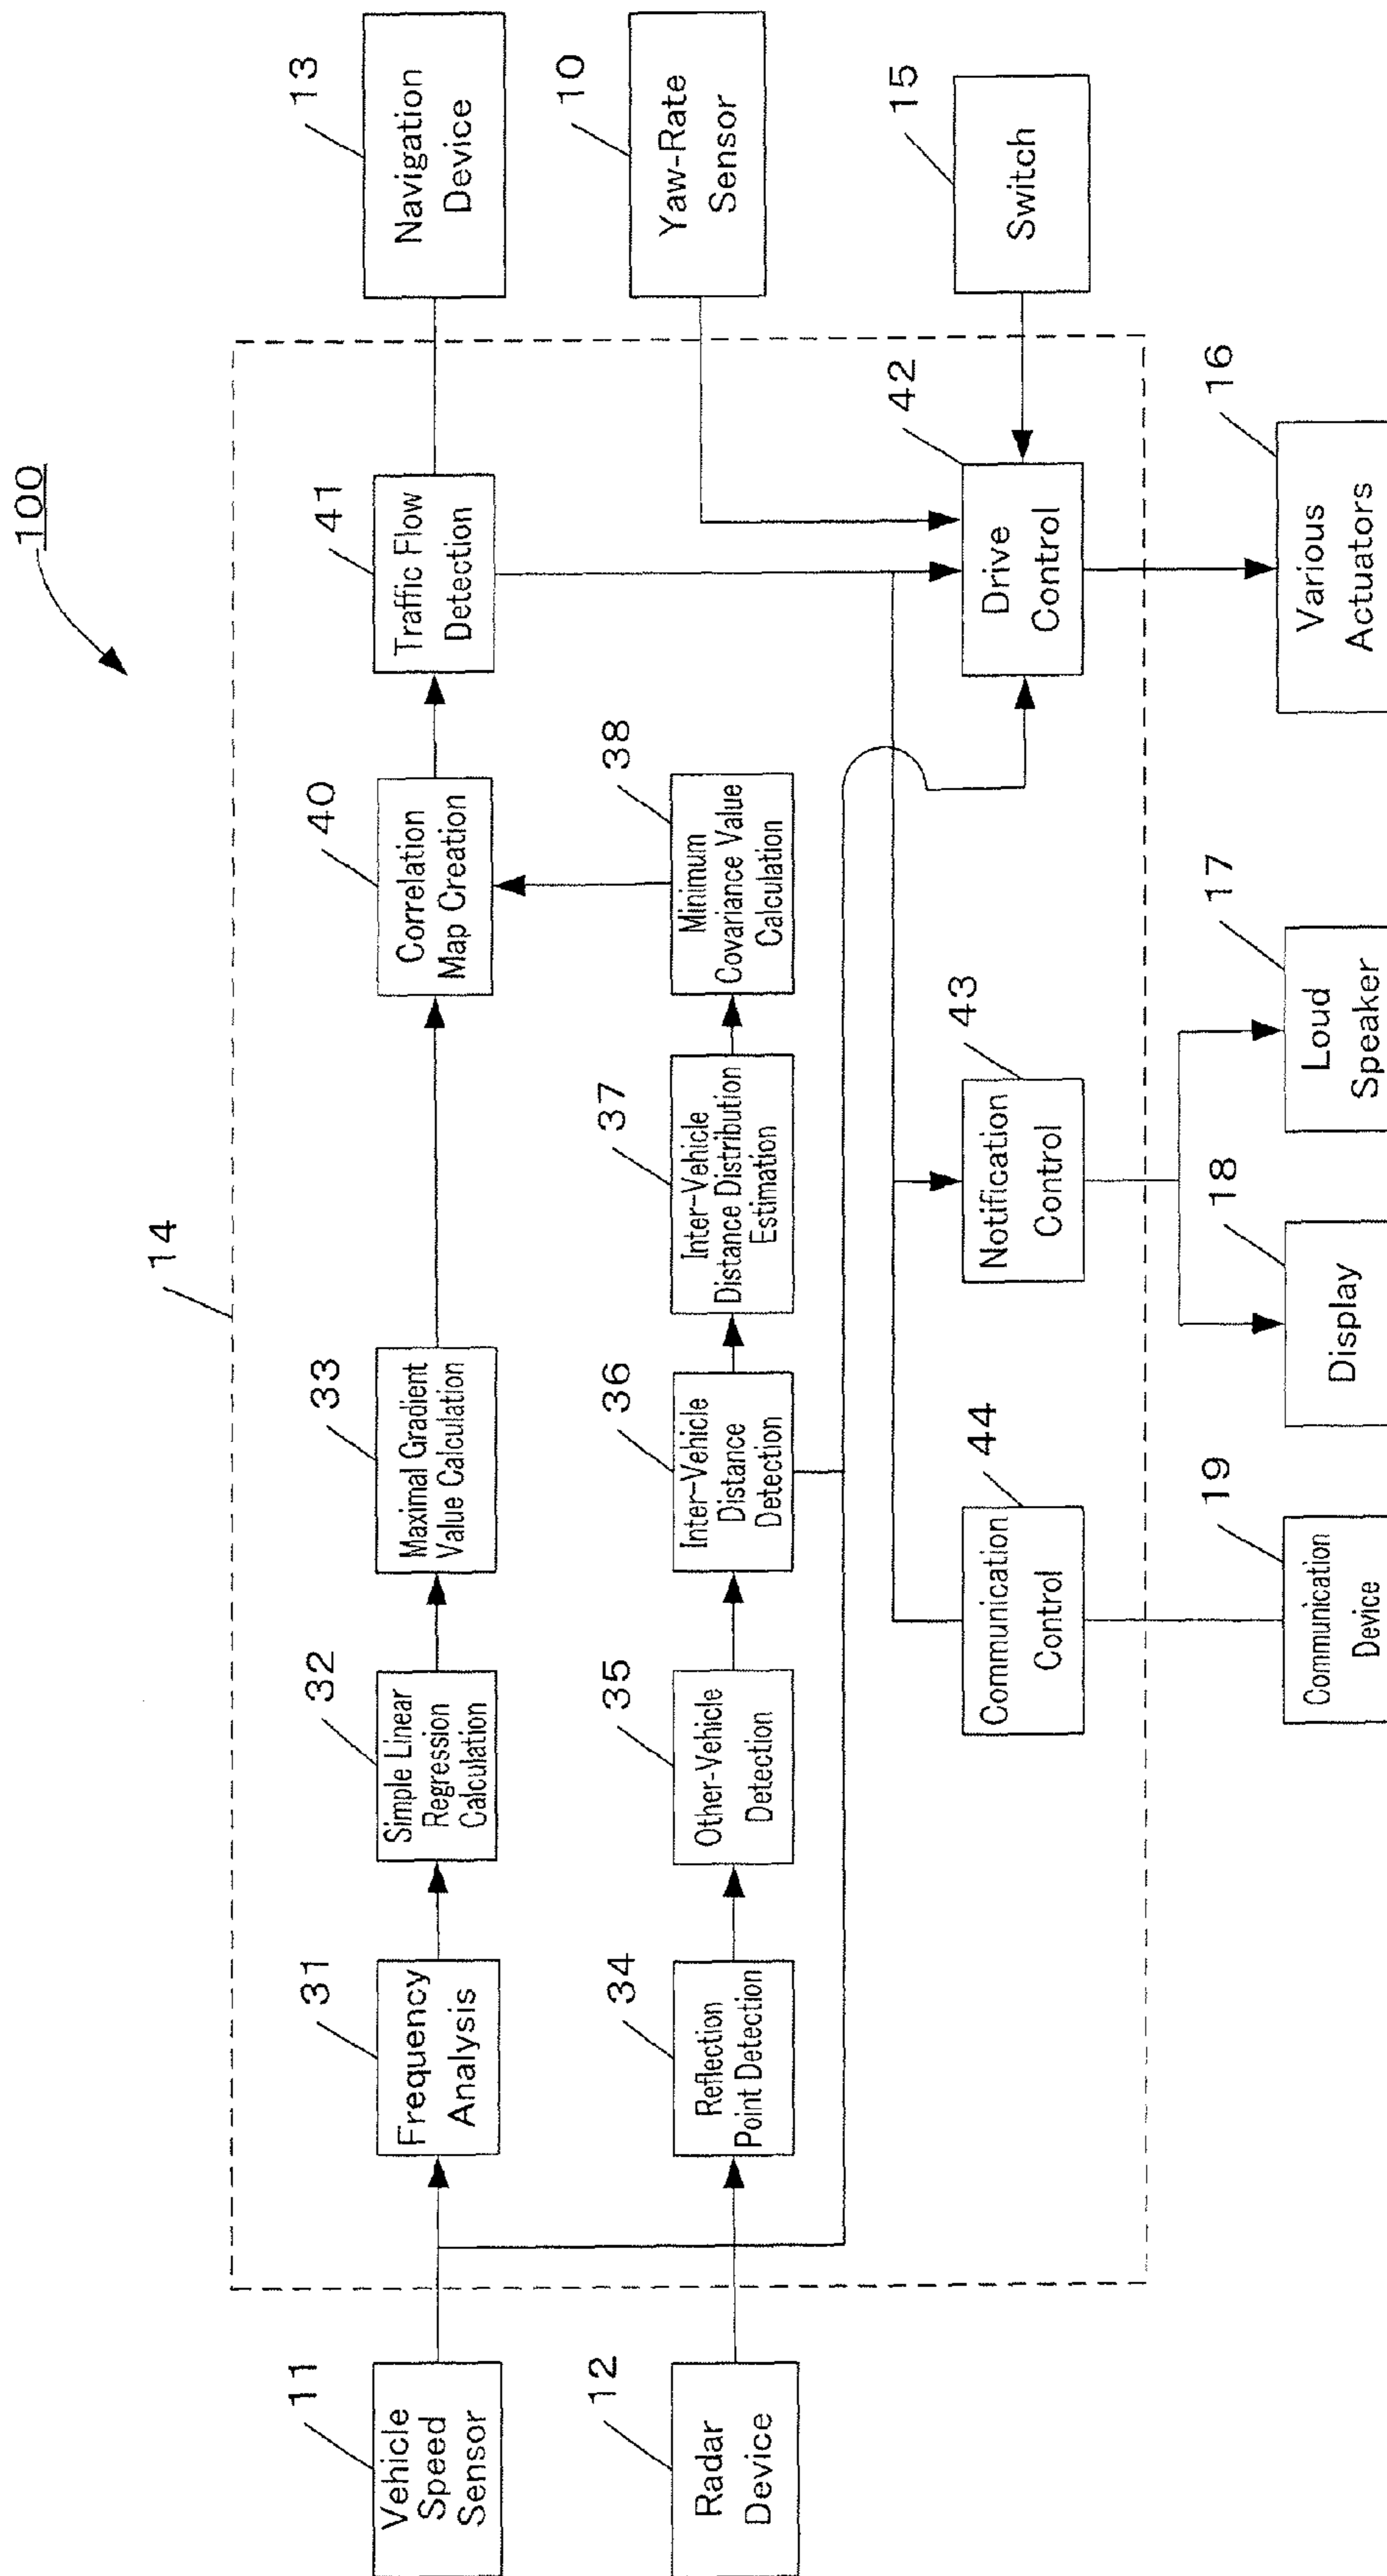 100
14
11
Vehicle
Speed
Sensor
31
Frequency
Analysis
32
Simple Linear
Regression
Calculation
33
Maximal Gradient
Value Calculation
40
Correlation
Map Creation
41
Traffic Flow
Detection
13
Navigation
Device
12
Radar
Device
34
Reflection
Point Detection
35
Other-Vehicle
Detection
36
Inter-Vehicle
Distance
Detection
37
Inter-Vehicle
Distance Distribution
Estimation
38
Minimum
Covariance Value
Calculation
10
Yaw-Rate
Sensor
44
Communication
Control
43
Notification
Control
42
Drive
Control
15
Switch
19
Communication
Device
18
Display
17
Loud
Speaker
16
Various
Actuators